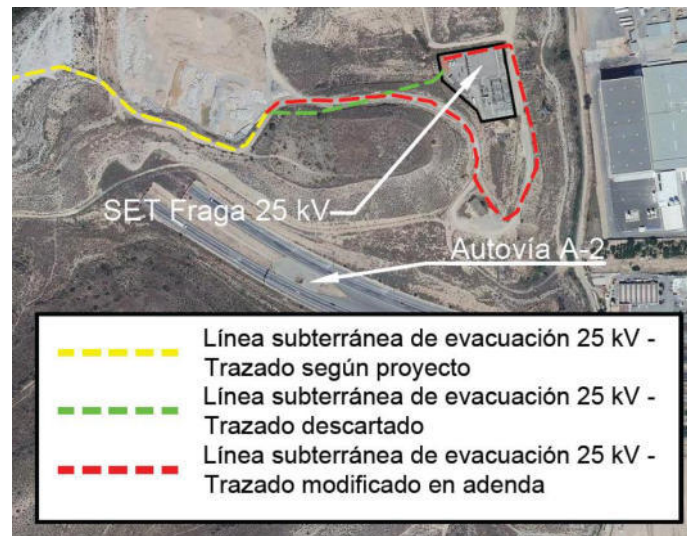 SET Fraga 25 kV
Autovía A-2
Línea subterránea de evacuación 25 kV -
Trazado según proyecto
Línea subterránea de evacuación 25 kV -
Trazado descartado
Línea subterránea de evacuación 25 kV -
Trazado modificado en adenda